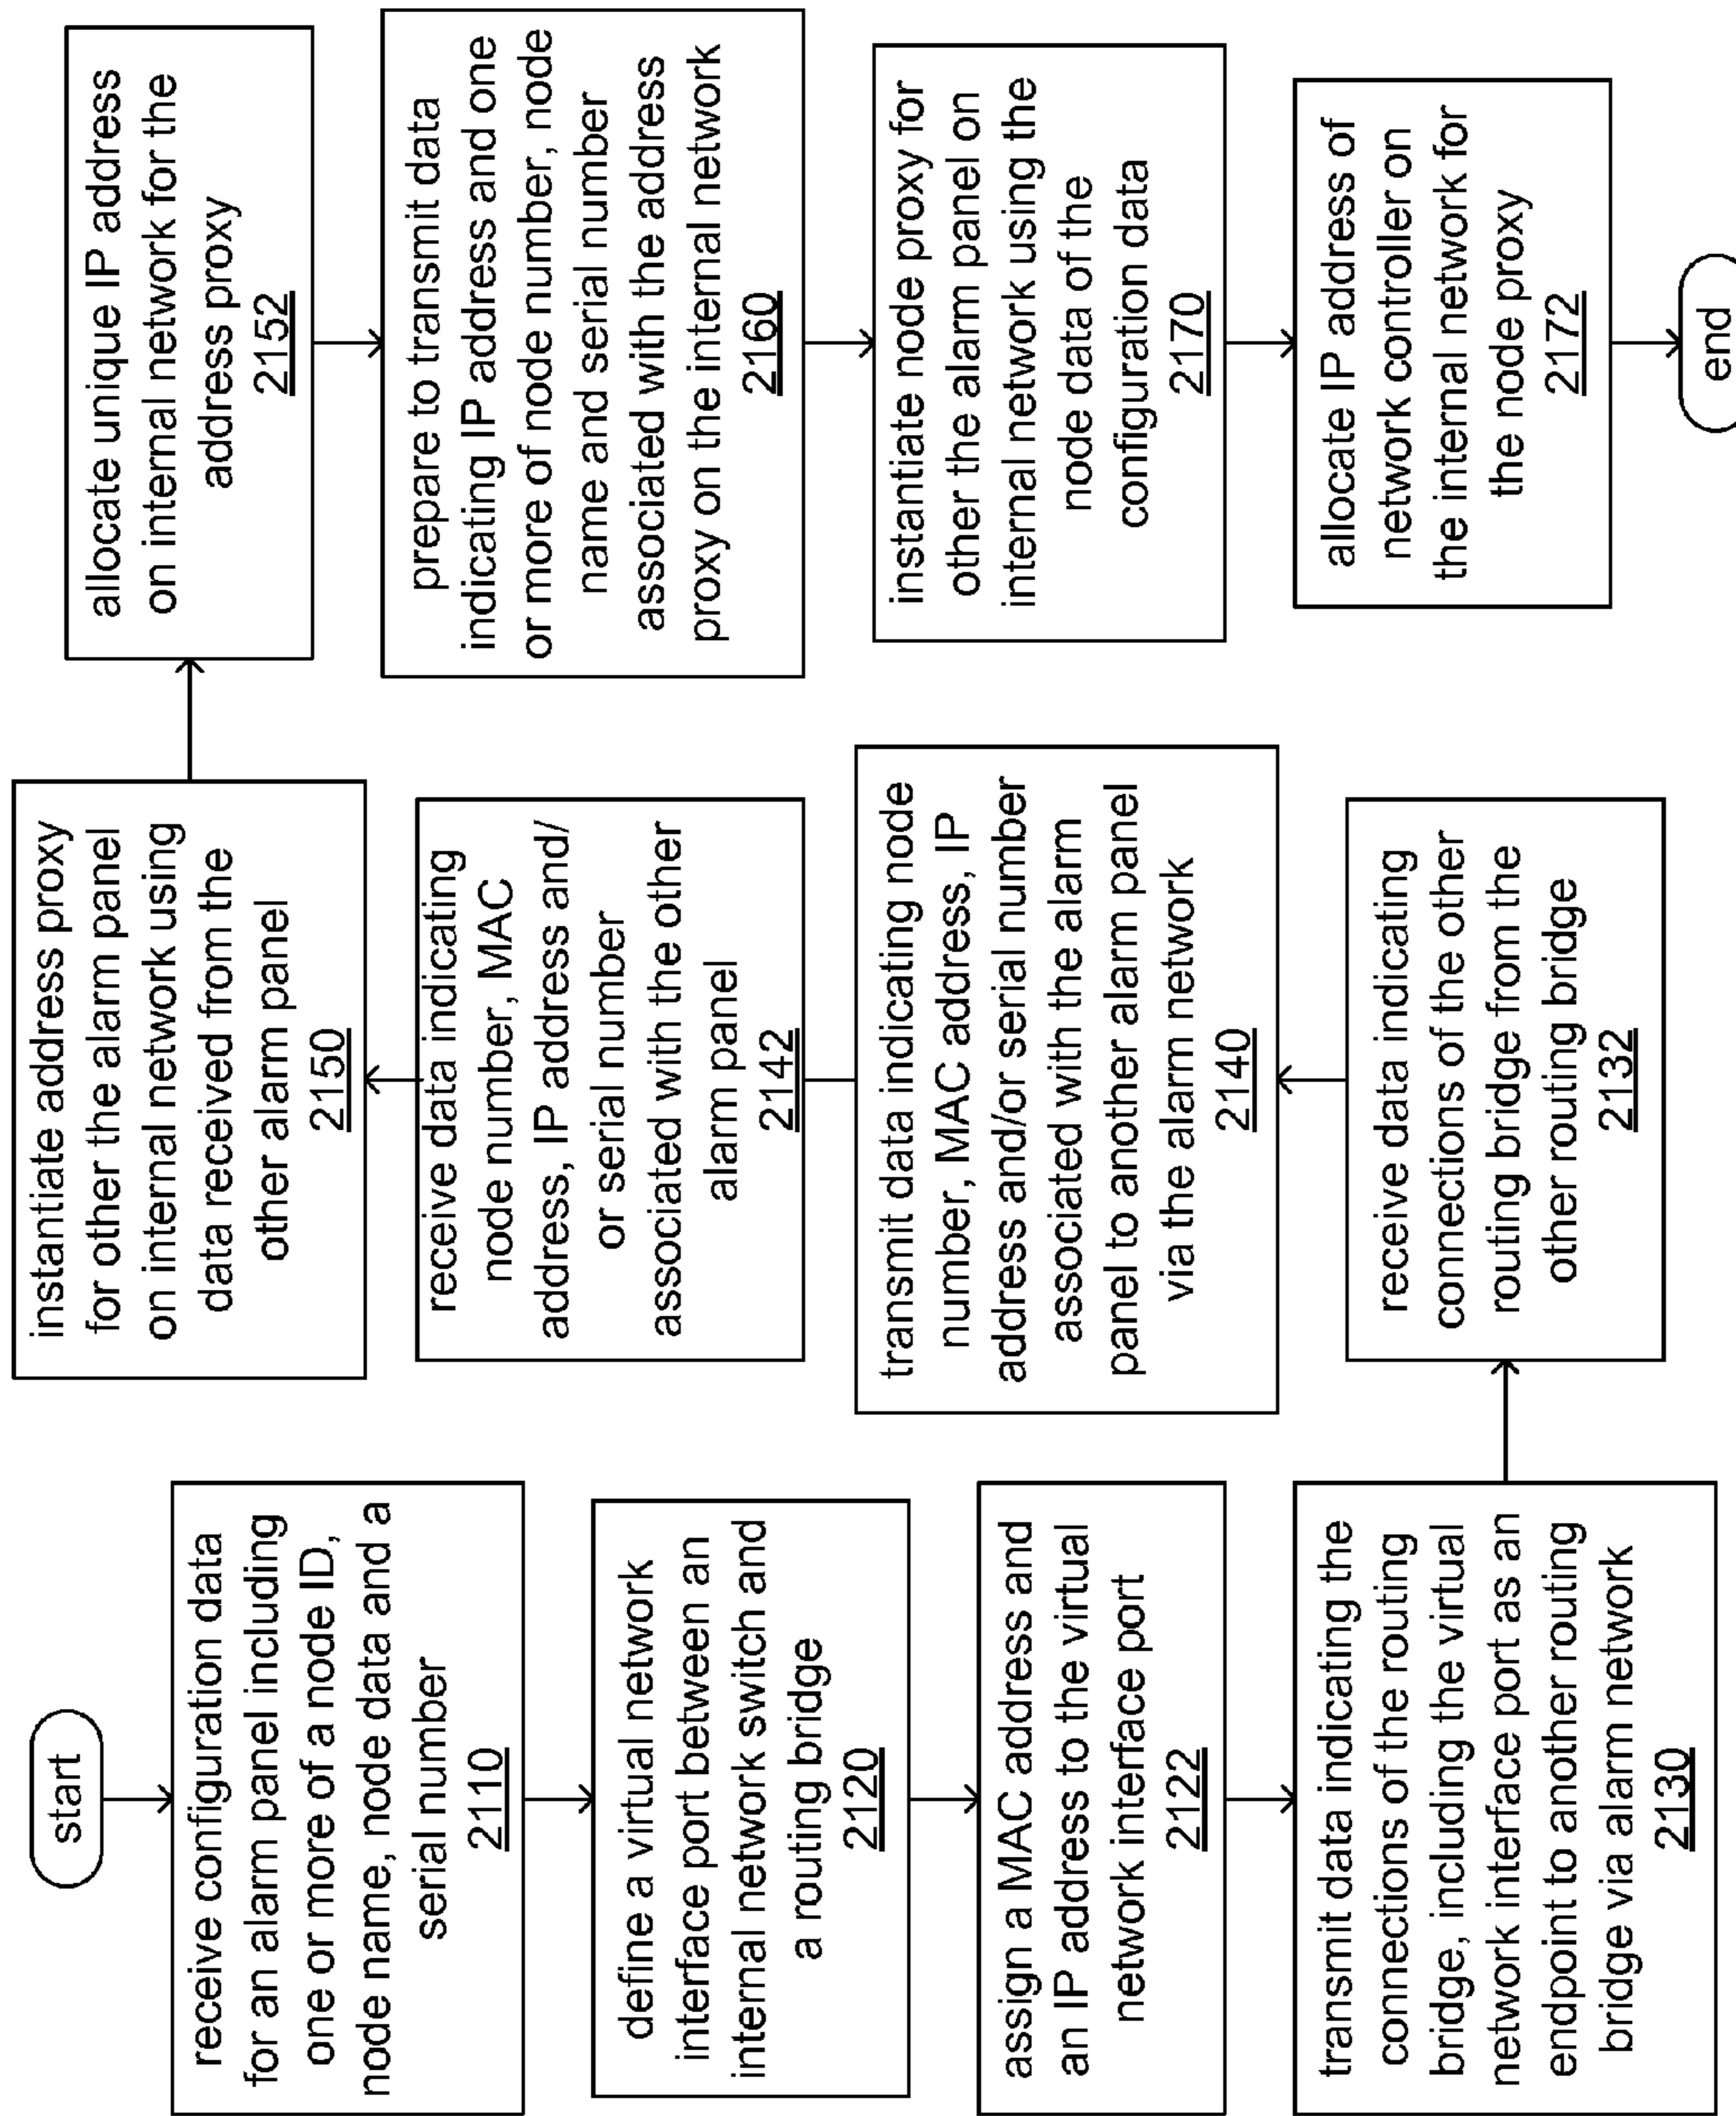 start
receive configuration data
for an alarm panel including
one or more of a node ID,
node name, node data and a
serial number
2110
define a virtual network
interface port between an
internal network switch and
a routing bridge
2120
assign a MAC address and
an IP address to the virtual
network interface port
2122
transmit data indicating the
connections of the routing
bridge, including the virtual
network interface port as an
endpoint to another routing
bridge via alarm network
2130
receive data indicating
connections of the other
routing bridge from the
other routing bridge
2132
transmit data indicating node
number, MAC address, IP
address and/or serial number
associated with the alarm
panel to another alarm panel
via the alarm network
2140
receive data indicating
node number, MAC
address, IP address and/
or serial number
associated with the other
alarm panel
2142
instantiate address proxy
for other the alarm panel
on internal network using
data received from the
other alarm panel
2150
allocate unique IP address
on internal network for the
address proxy
2152
prepare to transmit data
indicating IP address and one
or more of node number, node
name and serial number
associated with the address
proxy on the internal network
2160
instantiate node proxy for
other the alarm panel on
internal network using the
node data of the
configuration data
2170
allocate IP address of
network controller on
the internal network for
the node proxy
2172
end